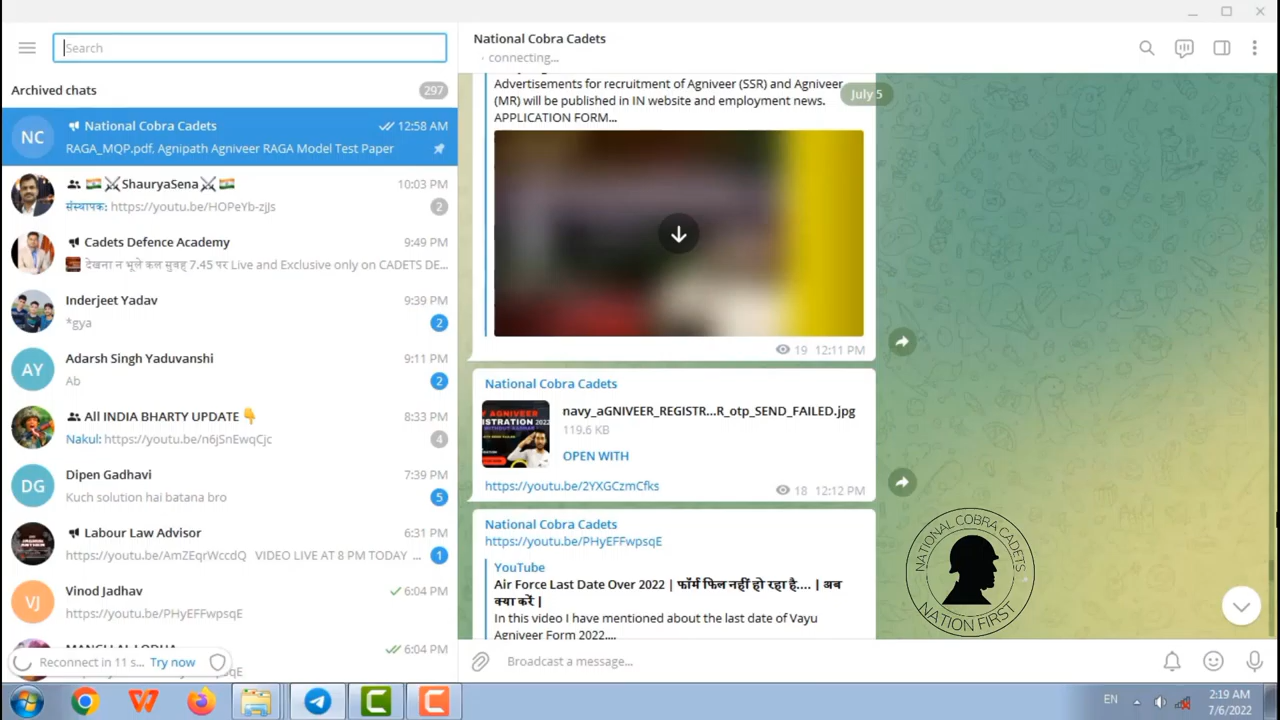 Search
Archived chats
297
NC
National Cobra Cadets
12:58 AM
RAGA_MQP.pdf, Agnipath Agniveer RAGA Model Test Paper
ShauryaSena
10:03 PM
संस्थापक: https://youtu.be/HOPeYb-zjJs
2
Cadets Defence Academy
9:49 PM
देखना न भूले कल सुवह 7.45 पर Live and Exclusive only on CADETS DE...
Inderjeet Yadav
9:39 PM
*gya
2
AY
Adarsh Singh Yaduvanshi
9:11 PM
Ab
2
All INDIA BHARTY UPDATE
8:33 PM
Nakul: https://youtu.be/n6jSnEwqCjc
4
DG
Dipen Gadhavi
7:39 PM
Kuch solution hai batana bro
5
Labour Law Advisor
6:31 PM
https://youtu.be/AmZEqrWccdQ VIDEO LIVE AT 8 PM TODAY ...
1
VJ
Vinod Jadhav
6:04 PM
https://youtu.be/PHyEFFwpsqE
6:04 PM
Reconnect in 11 s... Try now
National Cobra Cadets
connecting...
July 5
Advertisements for recruitment of Agniveer (SSR) and Agniveer
(MR) will be published in IN website and employment news.
APPLICATION FORM...
19 12:11 PM
National Cobra Cadets
navy_aGNIVEER_REGISTR...R_otp_SEND_FAILED.jpg
119.6 KB
OPEN WITH
https://youtu.be/2YXGCzmCfks
18 12:12 PM
National Cobra Cadets
https://youtu.be/PHyEFFwpsqE
YouTube
Air Force Last Date Over 2022 | फॉर्म फिल नहीं हो रहा है.... | अब
क्या करें |
In this video I have mentioned about the last date of Vayu
Agniveer Form 2022....
NATIONAL COBRA CADETS
NATION FIRST
Broadcast a message...
EN
2:19 AM
7/6/2022